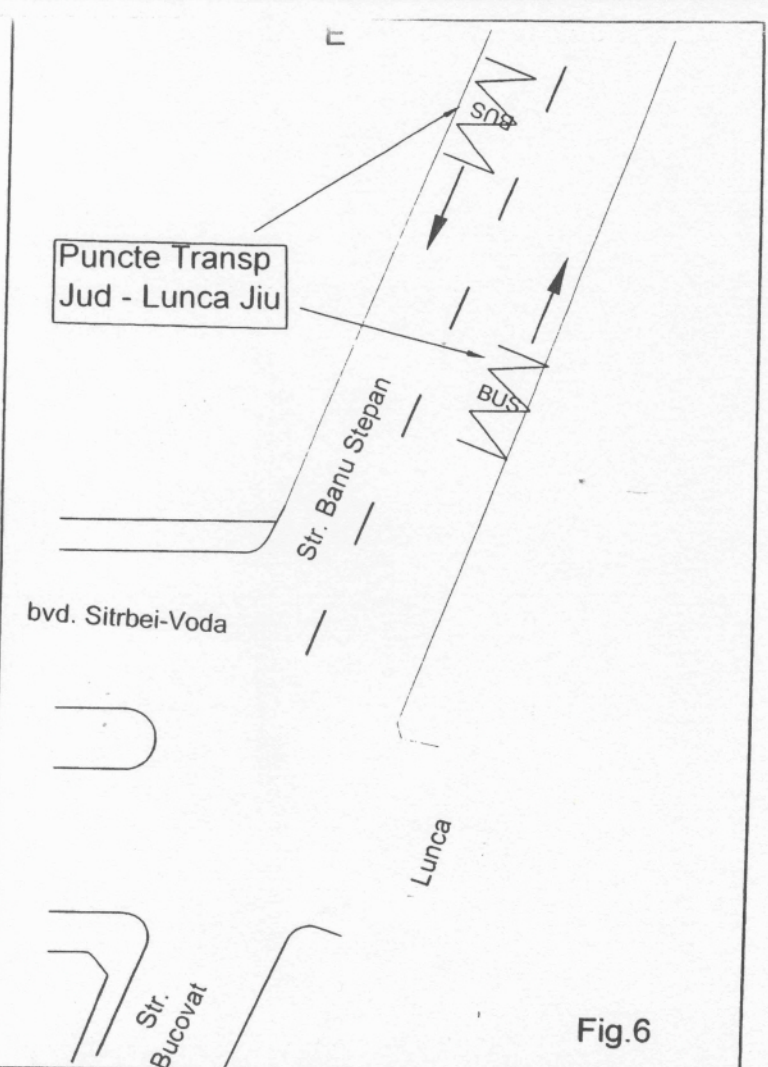 BUS
Puncte Transp
Jud - Lunca Jiu
BUS
Str. Banu Stepan
bvd. Sitrbei-Voda
Lunca
Str.
Bucovat
Fig.6